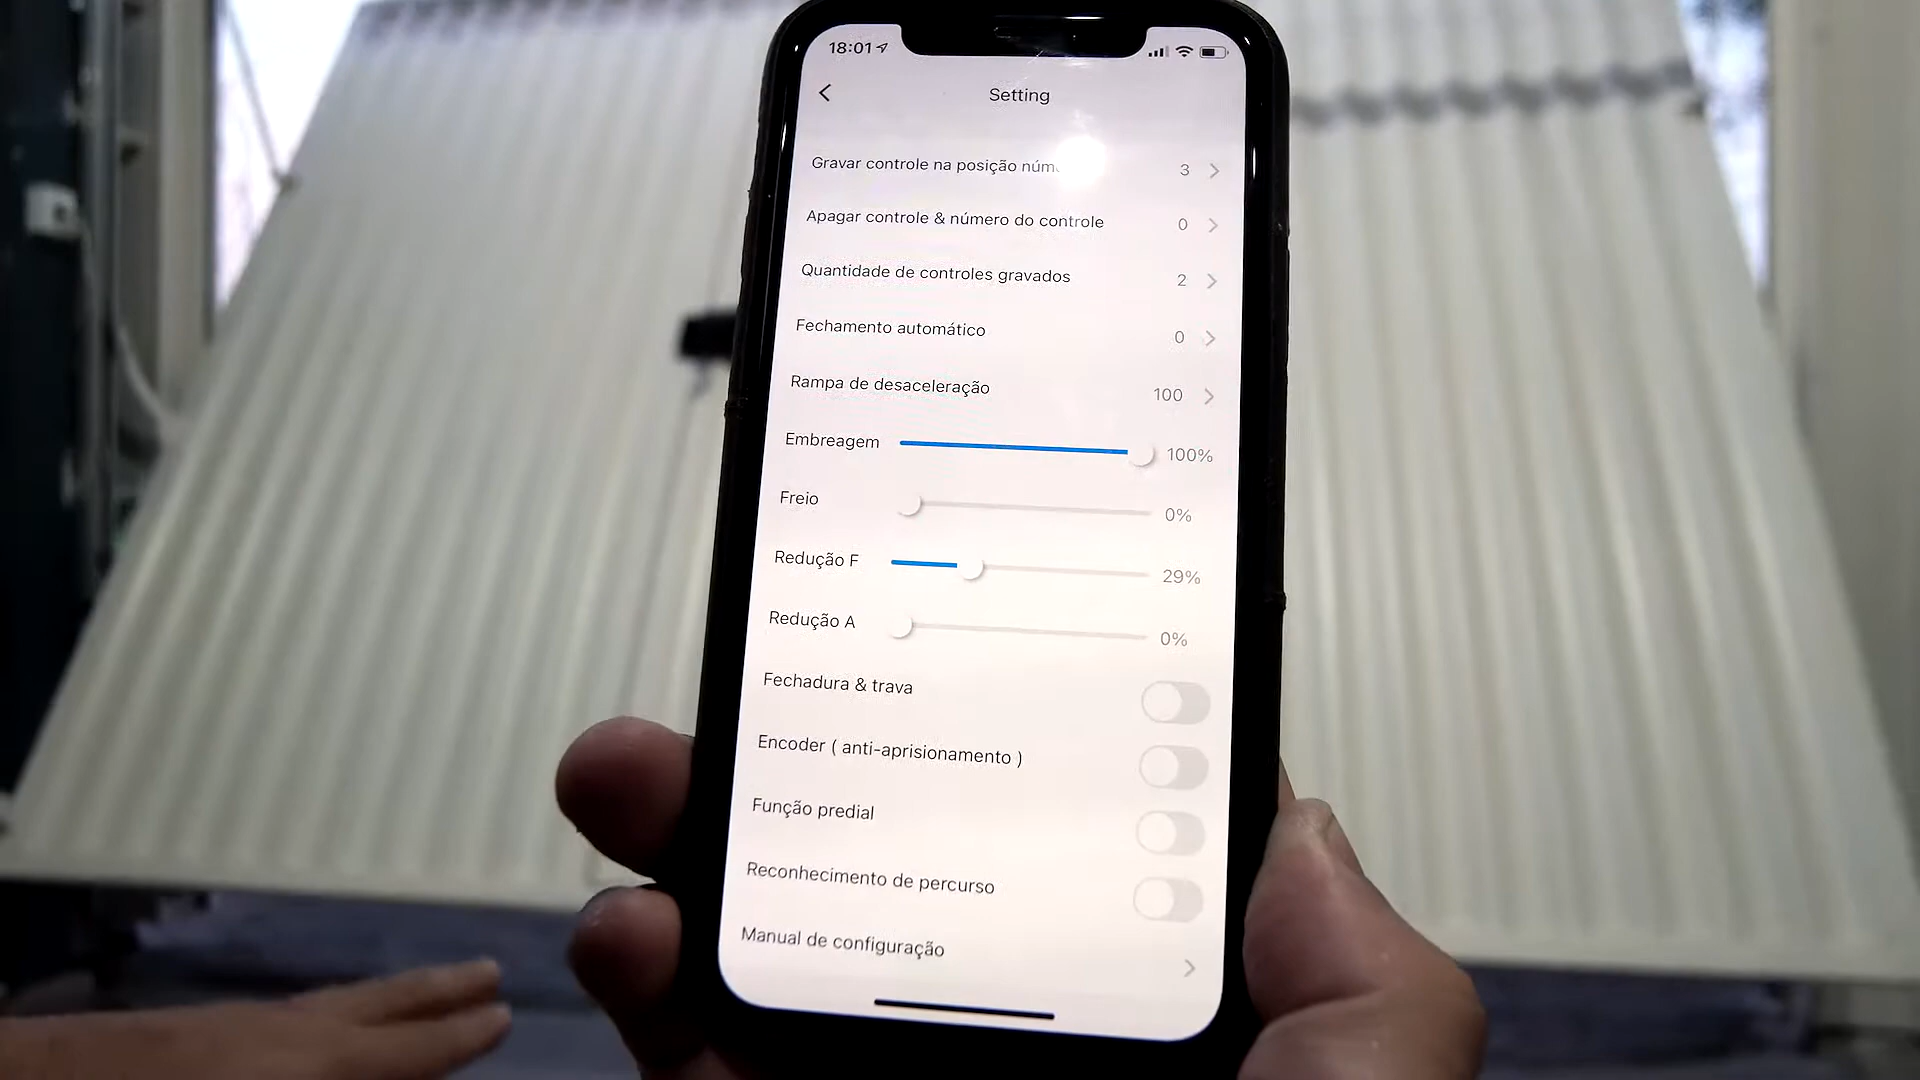 18:01
Setting
Gravar controle na posição 3
Apagar controle & número do controle 0
Quantidade de controles gravados 2
Fechamento automático 0
Rampa de desaceleração 100
Embreagem 100%
Freio 0%
Redução F 29%
Redução A 0%
Fechadura & trava
Encoder ( anti-aprisionamento )
Função predial
Reconhecimento de percurso
Manual de configuração